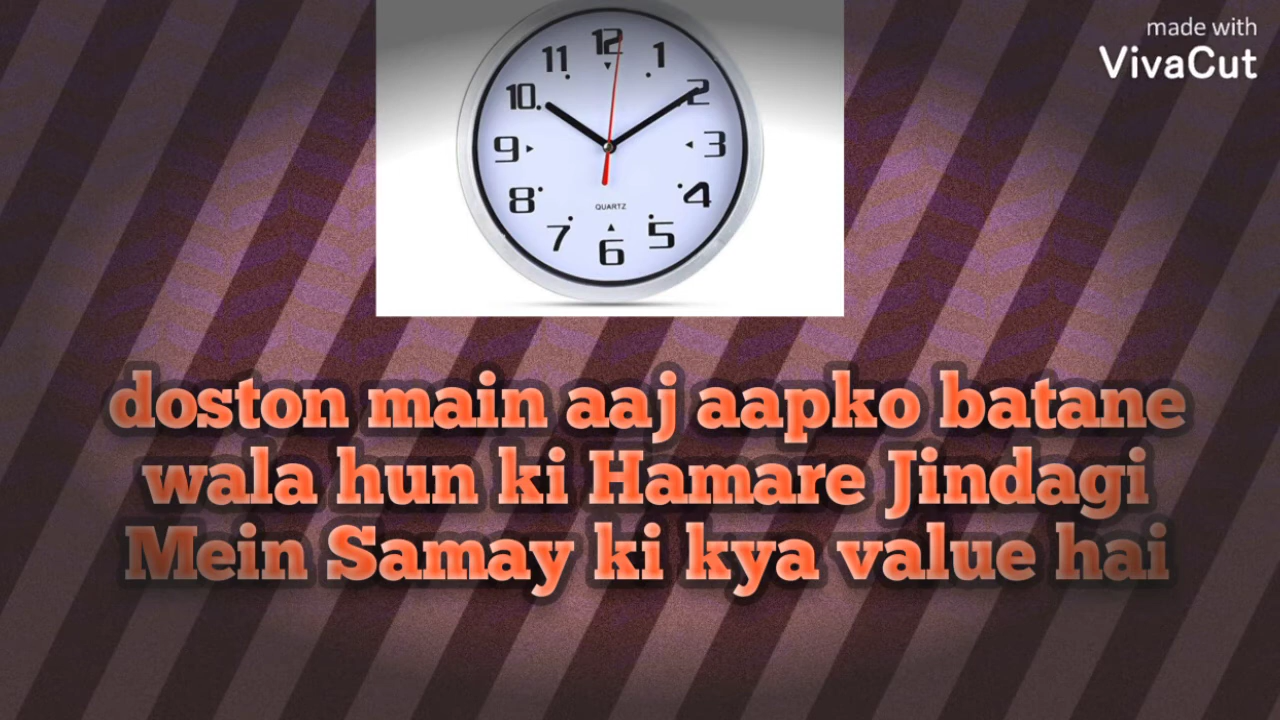 made with
VivaCut
12
11
1
10
2
9
3
8
4
QUARTZ
7
5
6
doston main aaj aapko batane
wala hun ki Hamare Jindagi
Mein Samay ki kya value hai